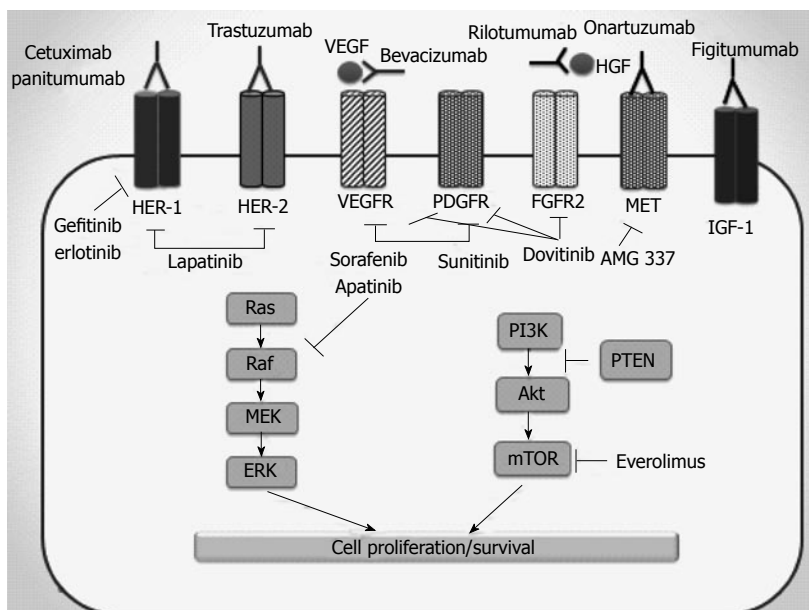 Cetuximab
panitumumab
Trastuzumab
VEGF
Bevacizumab
Rilotumumab
HGF
Onartuzumab
Figitumumab
HER-1
HER-2
VEGFR
PDGFR
FGFR2
MET
IGF-1
Gefitinib
erlotinib
Lapatinib
Sorafenib
Apatinib
Sunitinib
Dovitinib
AMG 337
Ras
Raf
MEK
ERK
PI3K
PTEN
Akt
mTOR
Everolimus
Cell proliferation/survival